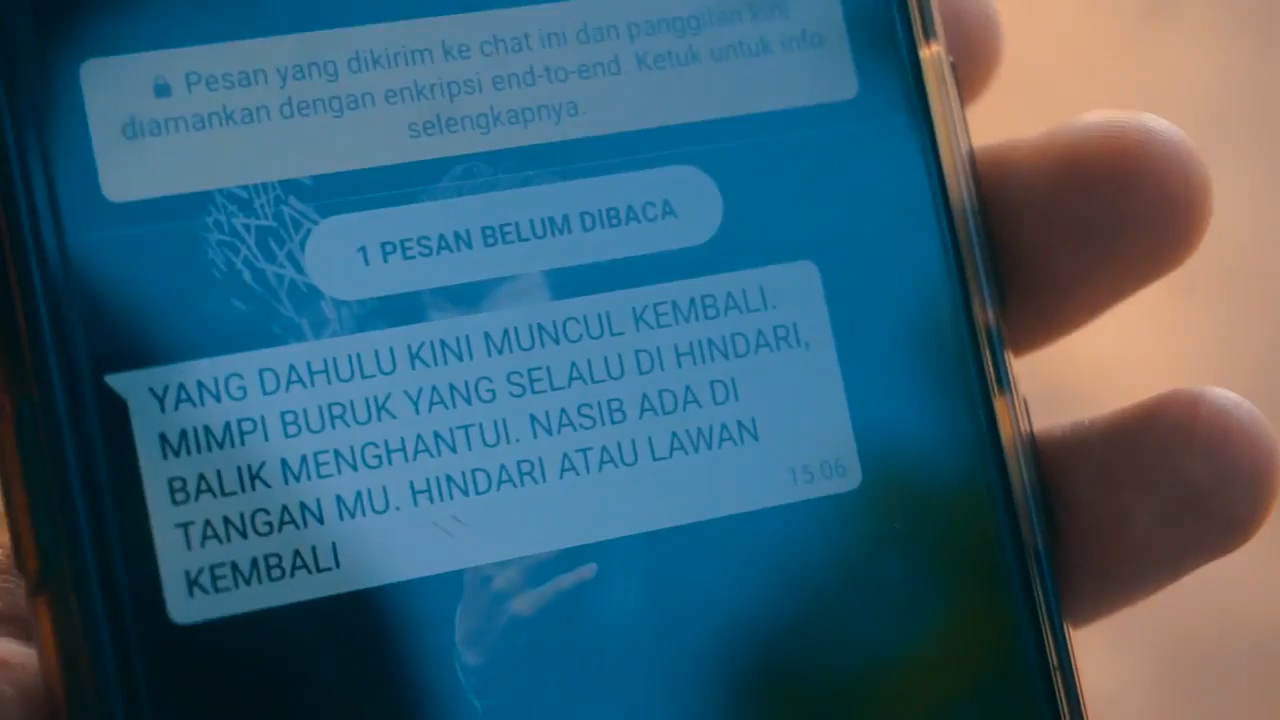 Pesan yang dikirim ke chat ini dan panggilan kini
diamankan dengan enkripsi end-to-end. Ketuk untuk info
selengkapnya.
1 PESAN BELUM DIBACA
YANG DAHULU KINI MUNCUL KEMBALI.
MIMPI BURUK YANG SELALU DI HINDARI,
BALIK MENGHANTUI. NASIB ADA DI
TANGAN MU. HINDARI ATAU LAWAN
KEMBALI
15.06